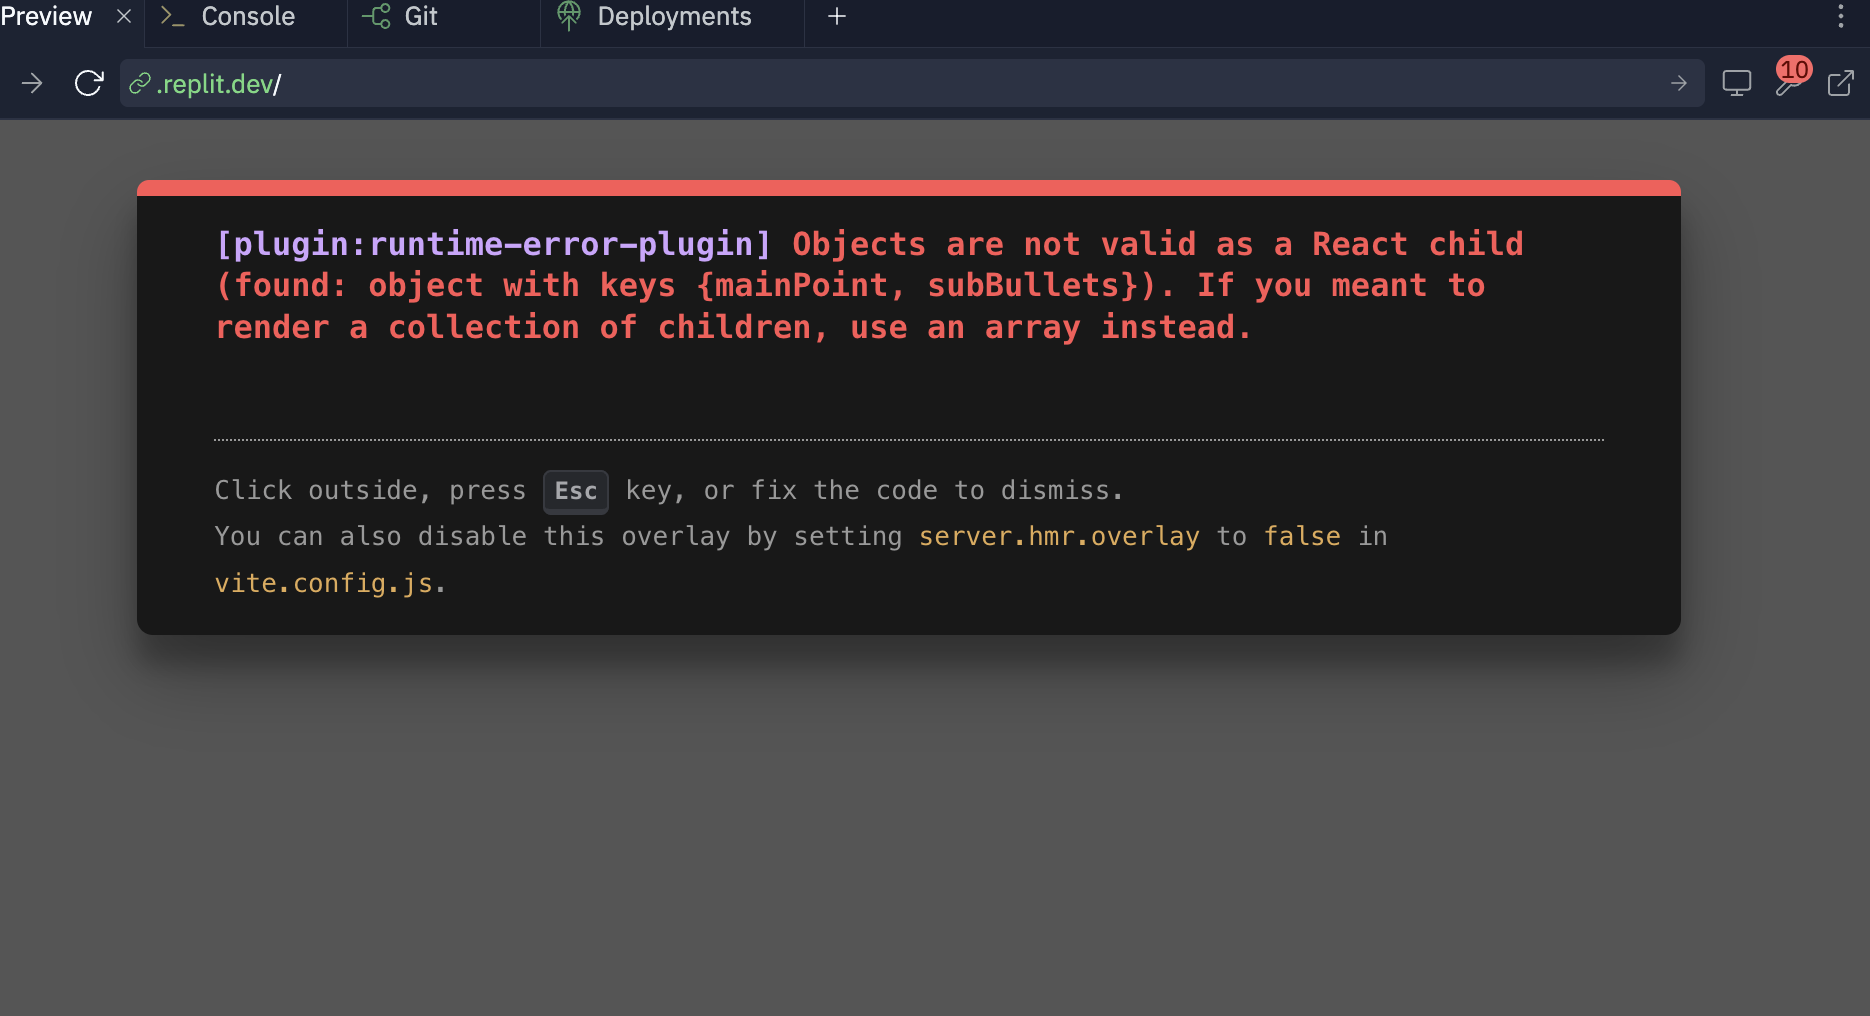 Preview
Console
Git
Deployments
.replit.dev/
10
[plugin:runtime-error-plugin] Objects are not valid as a React child
(found: object with keys {mainPoint, subBullets}). If you meant to
render a collection of children, use an array instead.
Click outside, press Esc key, or fix the code to dismiss.
You can also disable this overlay by setting server.hmr.overlay to false in
vite.config.js.